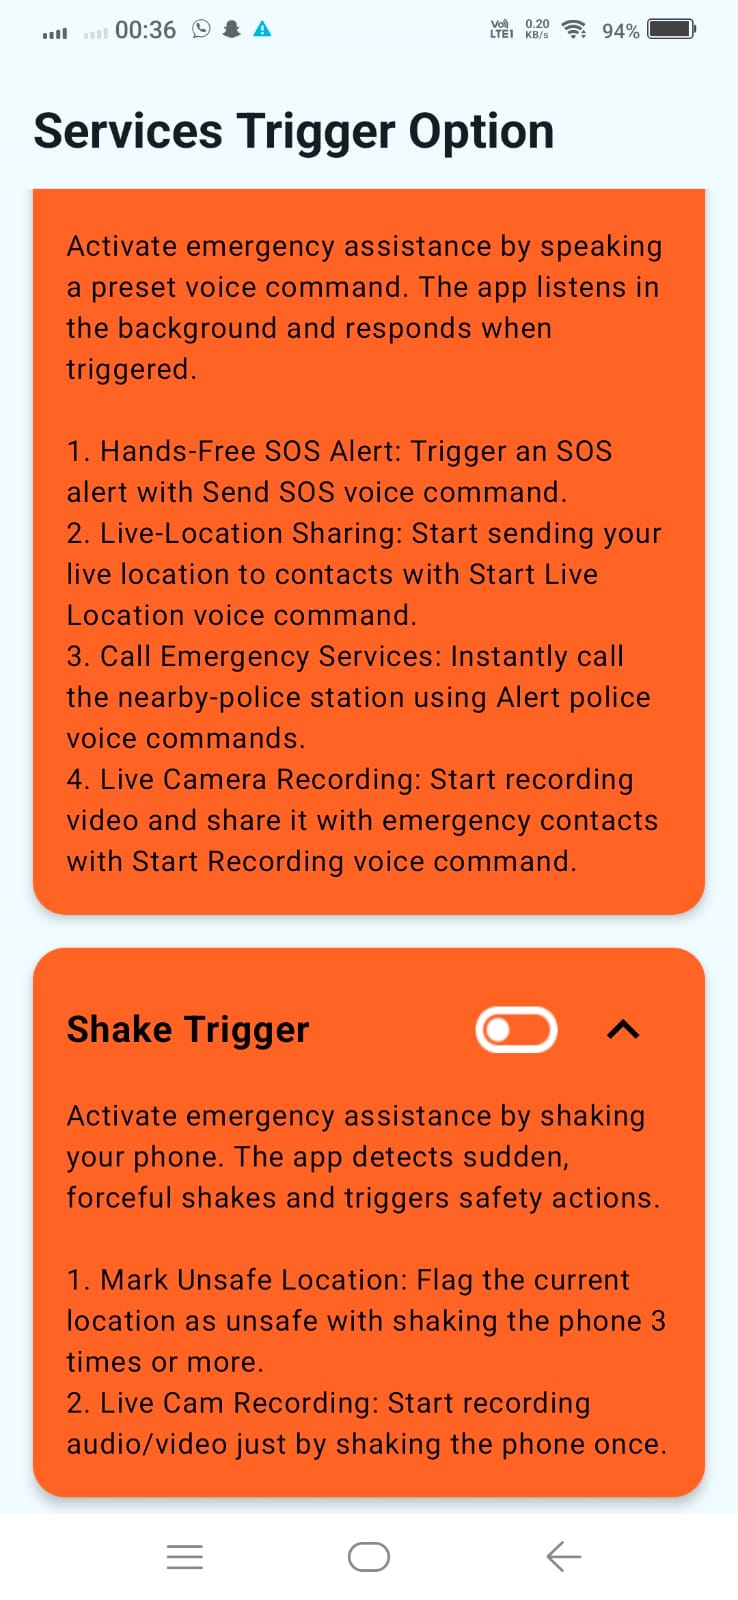 00:36
Vo)) 0.20
LTE1 KB/s
94%
Services Trigger Option
Activate emergency assistance by speaking
a preset voice command. The app listens in
the background and responds when
triggered.
1. Hands-Free SOS Alert: Trigger an SOS
alert with Send SOS voice command.
2. Live-Location Sharing: Start sending your
live location to contacts with Start Live
Location voice command.
3. Call Emergency Services: Instantly call
the nearby-police station using Alert police
voice commands.
4. Live Camera Recording: Start recording
video and share it with emergency contacts
with Start Recording voice command.
Shake Trigger
Activate emergency assistance by shaking
your phone. The app detects sudden,
forceful shakes and triggers safety actions.
1. Mark Unsafe Location: Flag the current
location as unsafe with shaking the phone 3
times or more.
2. Live Cam Recording: Start recording
audio/video just by shaking the phone once.